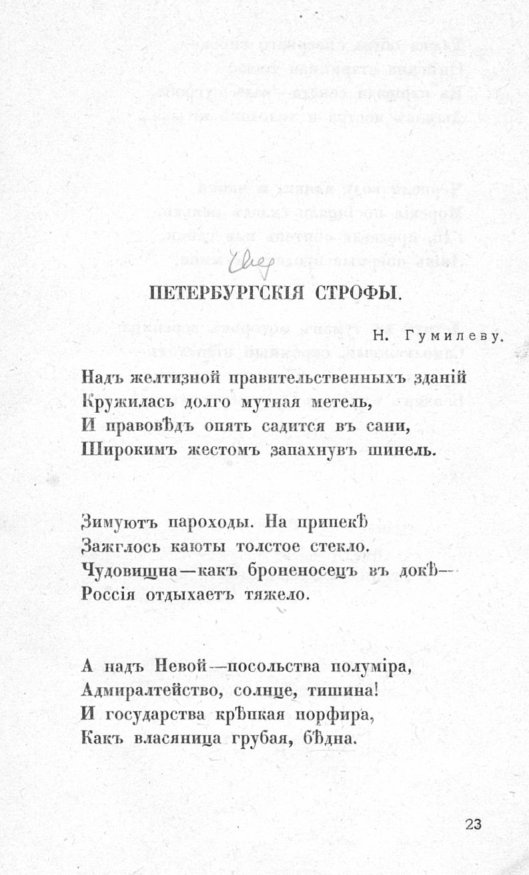 ПЕТЕРБУРГСКІЯ СТРОФЫ.
Н. Гумилеву.
Надъ желтизной правительственныхъ зданій
Кружилась долго мутная метель,
И правовѣдъ опять садится въ сани,
Широкимъ жестомъ запахнувъ шинель.
Зимуютъ пароходы. На припекѣ
Зажглось каюты толстое стекло.
Чудовищна—какъ броненосецъ въ докѣ—
Россія отдыхаетъ тяжело.
А надъ Невой—посольства полуміра,
Адмиралтейство, солнце, тишина!
И государства крѣпкая порфира,
Какъ власяница грубая, бѣдна.
23